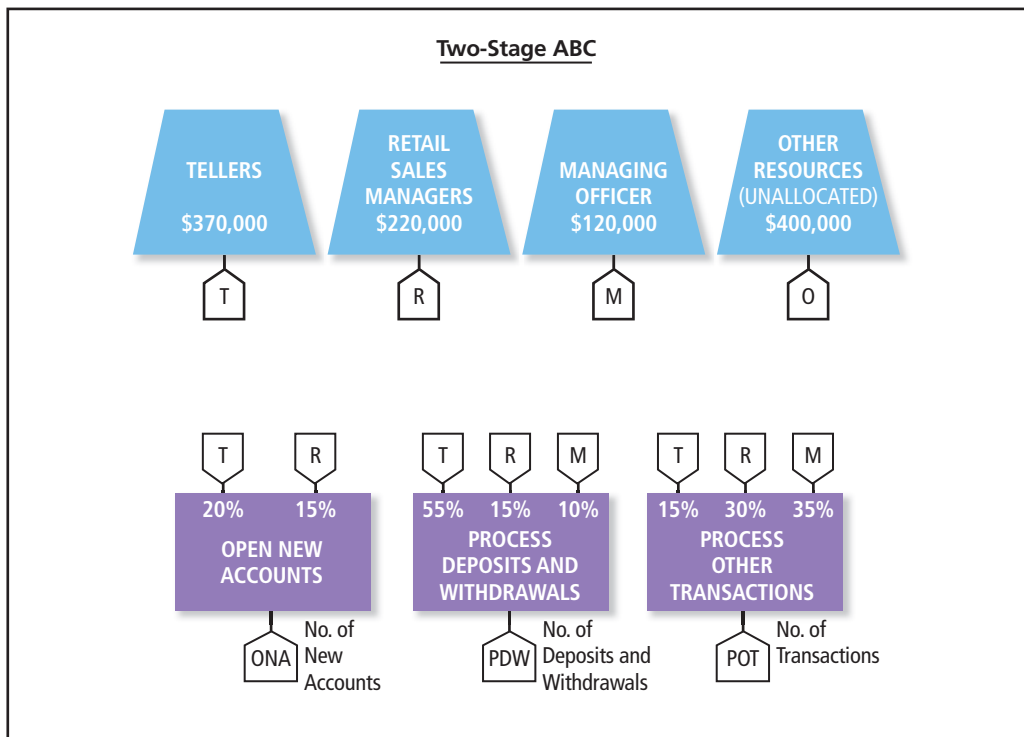 Two-Stage ABC
TELLERS
$370,000
RETAIL
SALES
MANAGERS
$220,000
MANAGING
OFFICER
$120,000
OTHER
RESOURCES
(UNALLOCATED)
$400,000
T
R
M
O
T
R
20%
15%
OPEN NEW
ACCOUNTS
T
R
M
55%
15%
10%
PROCESS
DEPOSITS AND
WITHDRAWALS
T
R
M
15%
30%
35%
PROCESS
OTHER
TRANSACTIONS
ONA
No. of
New
Accounts
PDW
No. of
Deposits and
Withdrawals
POT
No. of
Transactions